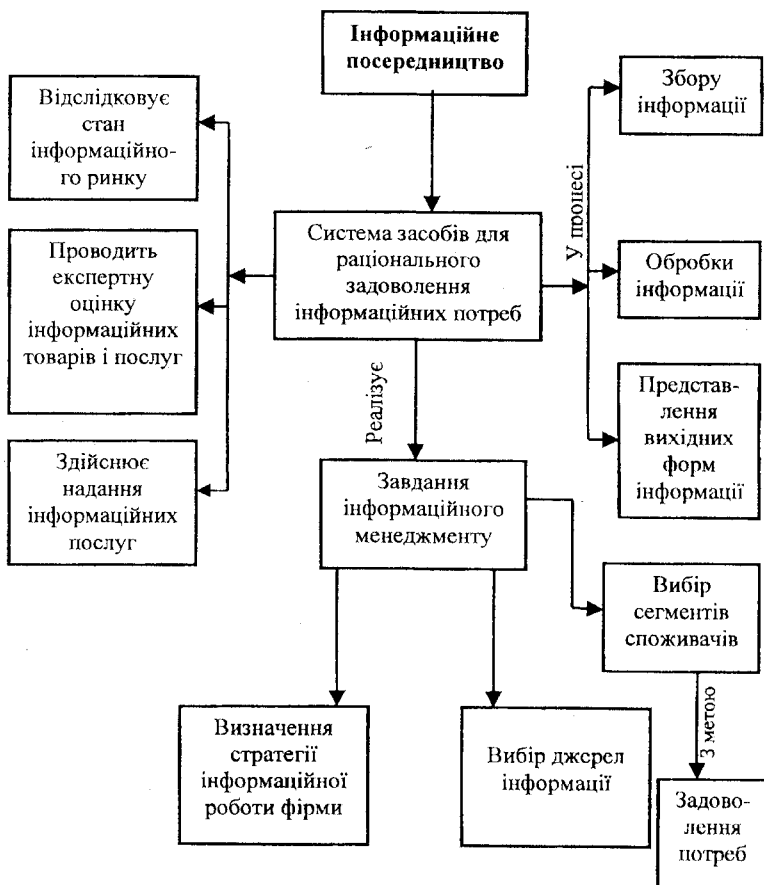 Інформаційне
посередництво
Відслідковує
стан
інформаційно-
го ринку
Збору
інформації
У процесі
Система засобів для
раціонального
задоволення
інформаційних потреб
Проводить
експертну
оцінку
інформаційних
товарів і послуг
Обробки
інформації
Представ-
лення
вихідних
форм
інформації
Реалізує
Здійснює
надання
інформаційних
послуг
Завдання
інформаційного
менеджменту
Вибір
сегментів
споживачів
З метою
Визначення
стратегії
інформаційної
роботи фірми
Вибір джерел
інформації
Задово-
лення
потреб